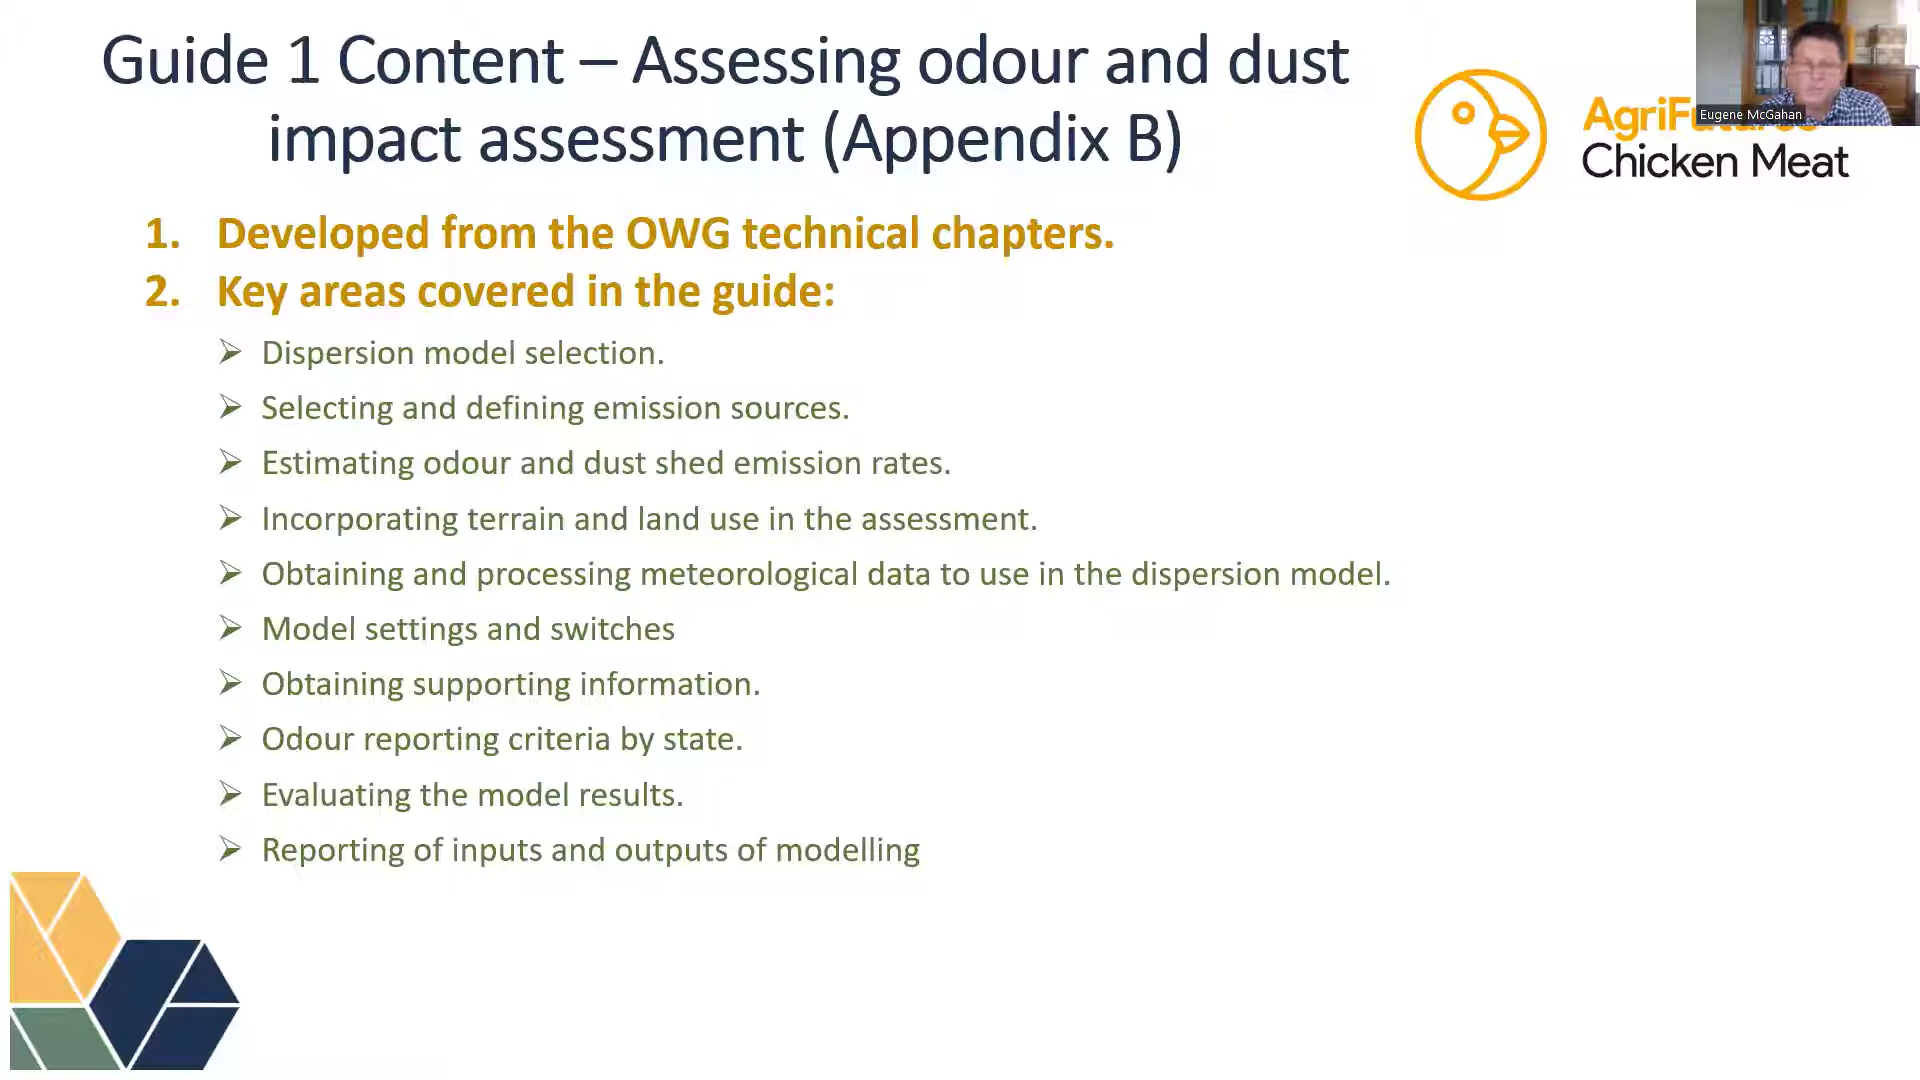 Guide 1 Content – Assessing odour and dust
impact assessment (Appendix B)
Eugene McGahan
Chicken Meat
1. Developed from the OWG technical chapters.
2. Key areas covered in the guide:
➢ Dispersion model selection.
➢ Selecting and defining emission sources.
➢ Estimating odour and dust shed emission rates.
➢ Incorporating terrain and land use in the assessment.
➢ Obtaining and processing meteorological data to use in the dispersion model.
➢ Model settings and switches
➢ Obtaining supporting information.
➢ Odour reporting criteria by state.
➢ Evaluating the model results.
➢ Reporting of inputs and outputs of modelling